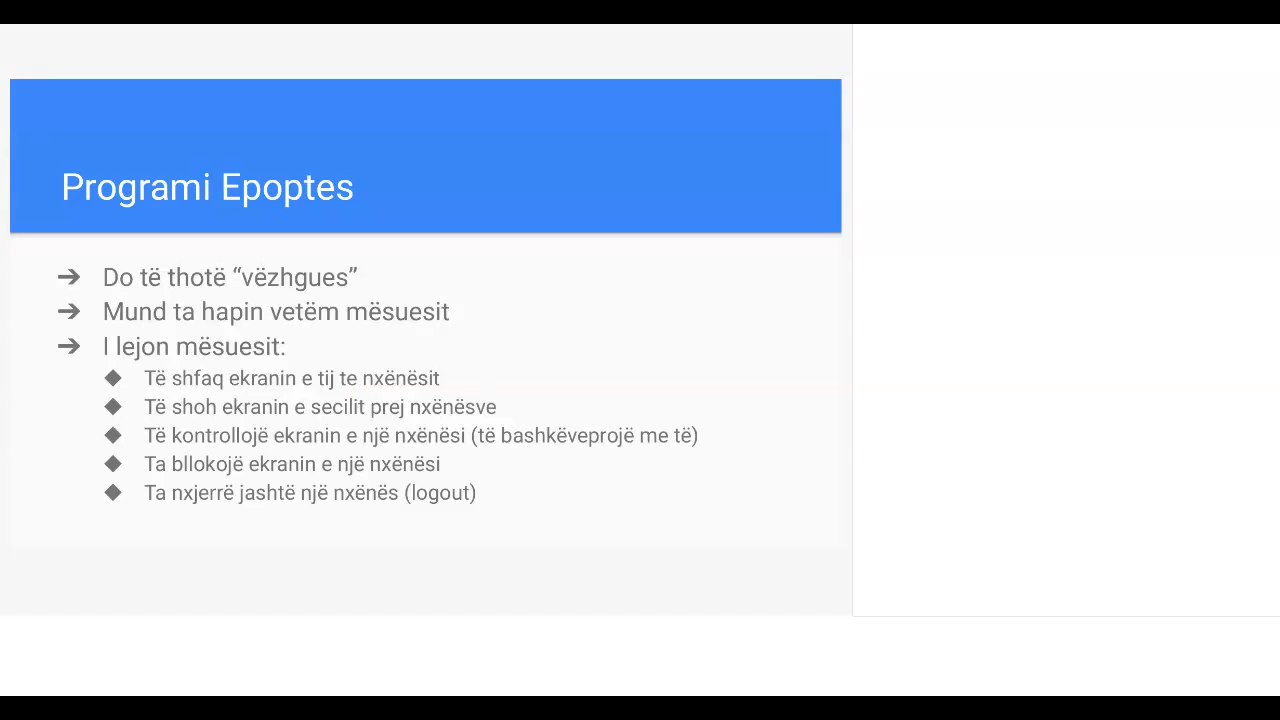 Programi Epoptes
➔ Do të thotë “vëzhgues”
➔ Mund ta hapin vetëm mësuesit
➔ I lejon mësuesit:
◆ Të shfaq ekranin e tij te nxënësit
◆ Të shoh ekranin e secilit prej nxënësve
◆ Të kontrollojë ekranin e një nxënësi (të bashkëveprojë me të)
◆ Ta bllokojë ekranin e një nxënësi
◆ Ta nxjerrë jashtë një nxënës (logout)